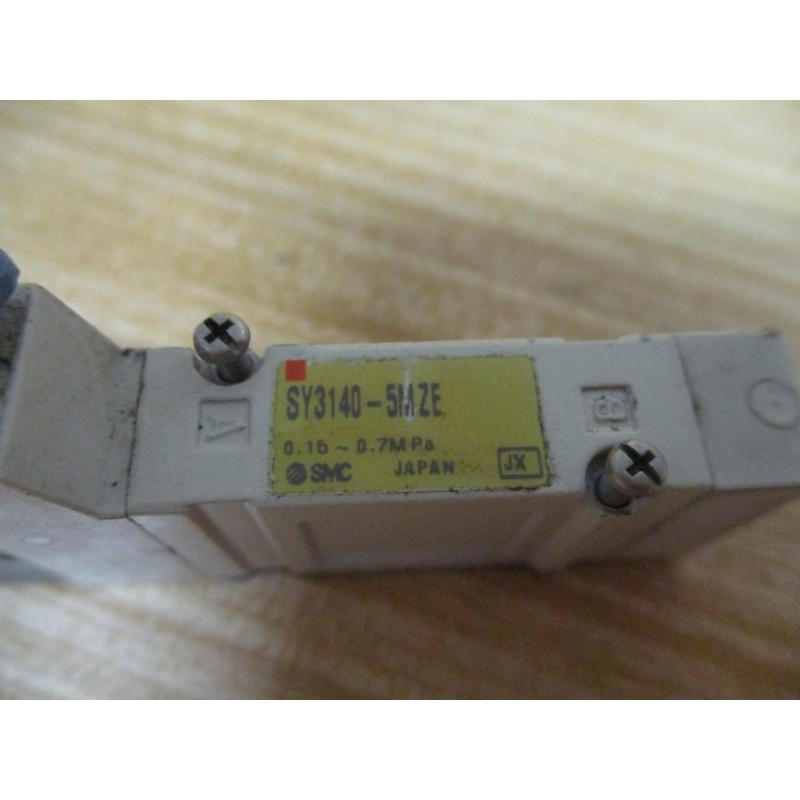 SY3140-5MZE
A
B
0.15~0.7MPa
SMC JAPAN JX